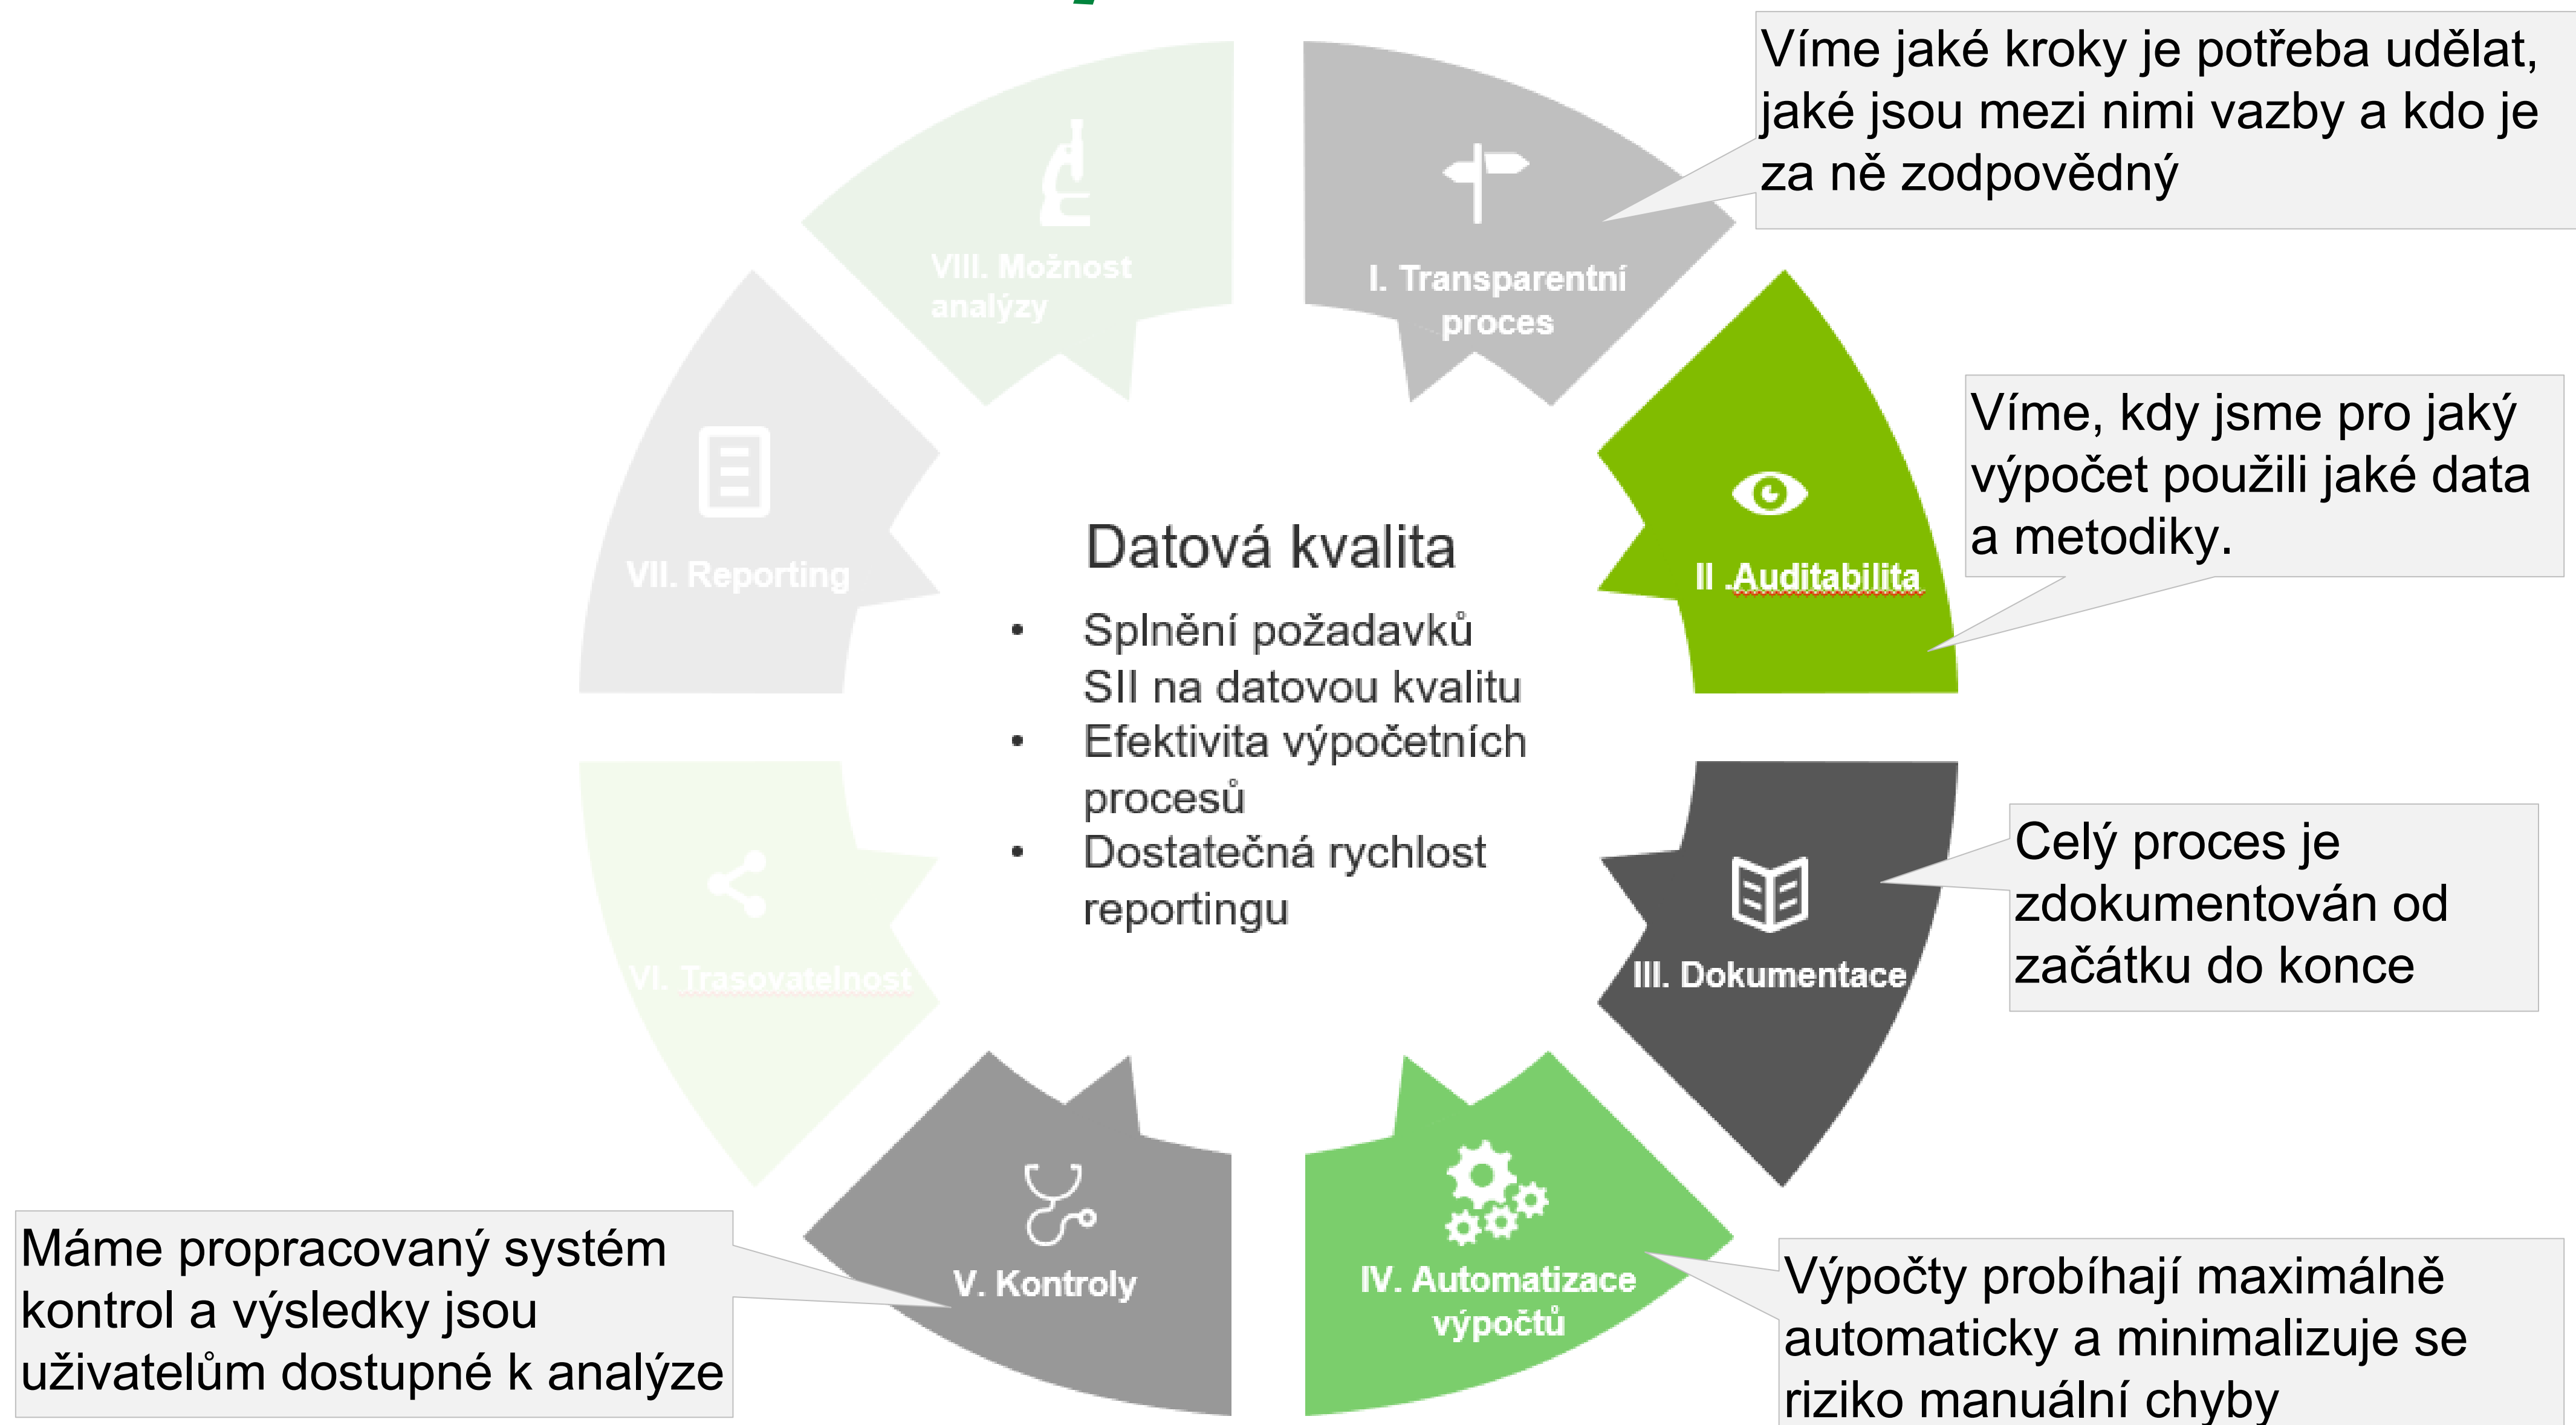 Víme jaké kroky je potřeba udělat,
jaké jsou mezi nimi vazby a kdo je
za ně zodpovědný
VIII. Možnost
analýzy
I. Transparentní
proces
Víme, kdy jsme pro jaký
výpočet použili jaké data
a metodiky.
VII. Reporting
II .Auditabilita
Datová kvalita
• Splnění požadavků
SII na datovou kvalitu
• Efektivita výpočetních
procesů
• Dostatečná rychlost
reportingu
Celý proces je
zdokumentován od
začátku do konce
VI. Trasovatelnost
III. Dokumentace
Máme propracovaný systém
kontrol a výsledky jsou
uživatelům dostupné k analýze
V. Kontroly
IV. Automatizace
výpočtů
Výpočty probíhají maximálně
automaticky a minimalizuje se
riziko manuální chyby